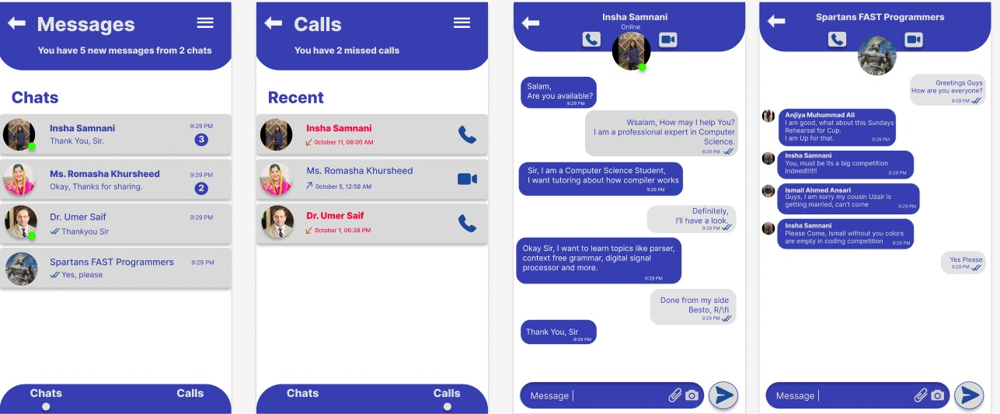 Messages
You have 5 new messages from 2 chats
Chats
Insha Samnani
9:29 PM
Thank You, Sir.
3
Ms. Romasha Khursheed
9:29 PM
Okay, Thanks for sharing.
2
Dr. Umer Saif
9:29 PM
Thankyou Sir
Spartans FAST Programmers
9:29 PM
Yes, please
Chats
Calls
Calls
You have 2 missed calls
Recent
Insha Samnani
October 11, 08:00 AM
Ms. Romasha Khursheed
October 5, 12:58 AM
Dr. Umer Saif
October 1, 06:38 PM
Chats
Calls
Insha Samnani
Online
Salam,
Are you available?
9:29 PM
Wsalam, How may I help You?
I am a professional expert in Computer
Science.
9:29 PM
Sir, I am a Computer Science Student,
I want tutoring about how compiler works
9:29 PM
Definitely,
I'll have a look.
9:29 PM
Okay Sir, I want to learn topics like parser,
context free grammar, digital signal
processor and more.
9:29 PM
Done from my side
Besto, R/\fi
9:29 PM
Thank You, Sir
9:29 PM
Message |
Spartans FAST Programmers
Greetings Guys
How are you everyone?
9:29 PM
Anjiya Muhummad Ali
I am good, what about this Sundays
Rehearsal for Cup.
I am Up for that.
9:29 PM
Insha Samnani
You, must be its a big competition
Indeed!!!!!!
9:29 PM
Ismail Ahmed Ansari
Guys, I am sorry my cousin Uzair is
getting married, can't come
9:29 PM
Insha Samnani
Please Come, Ismail without you colors
are empty in coding competition
9:29 PM
Yes Please
9:29 PM
Message |